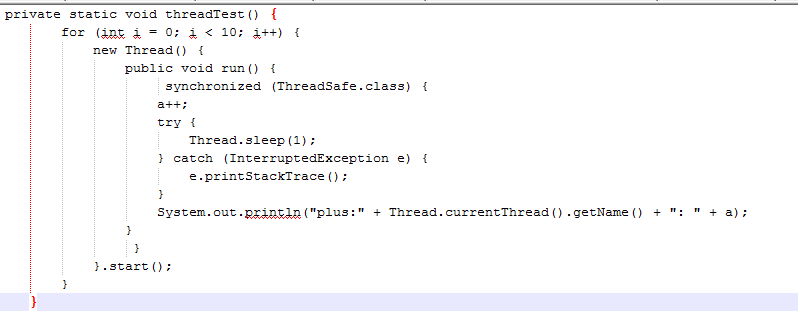 private static void threadTest() {
for (int i = 0; i < 10; i++) {
new Thread() {
public void run() {
synchronized (ThreadSafe.class) {
a++;
try {
Thread.sleep(1);
} catch (InterruptedException e) {
e.printStackTrace();
}
System.out.println("plus:" + Thread.currentThread().getName() + ": " + a);
}
}
}.start();
}
}